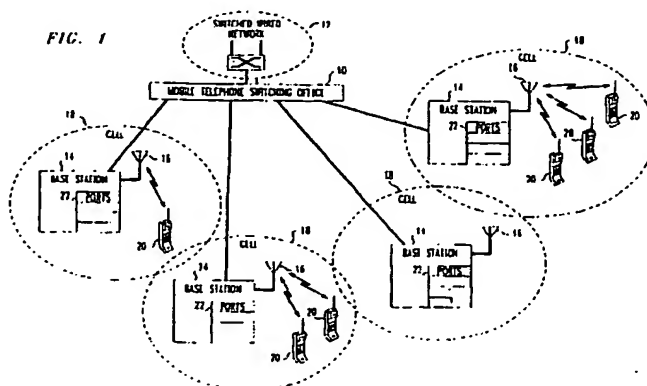 FIG. 1
SWITCHED WIRED
NETWORK
12
10
MOBILE TELEPHONE SWITCHING OFFICE
18
CELL
14
16
BASE STATION
22
PORTS
20
20
20
18
CELL
14
16
BASE STATION
22
PORTS
20
18
CELL
14
16
BASE STATION
22
PORTS
20
20
18
CELL
14
16
BASE STATION
22
PORTS